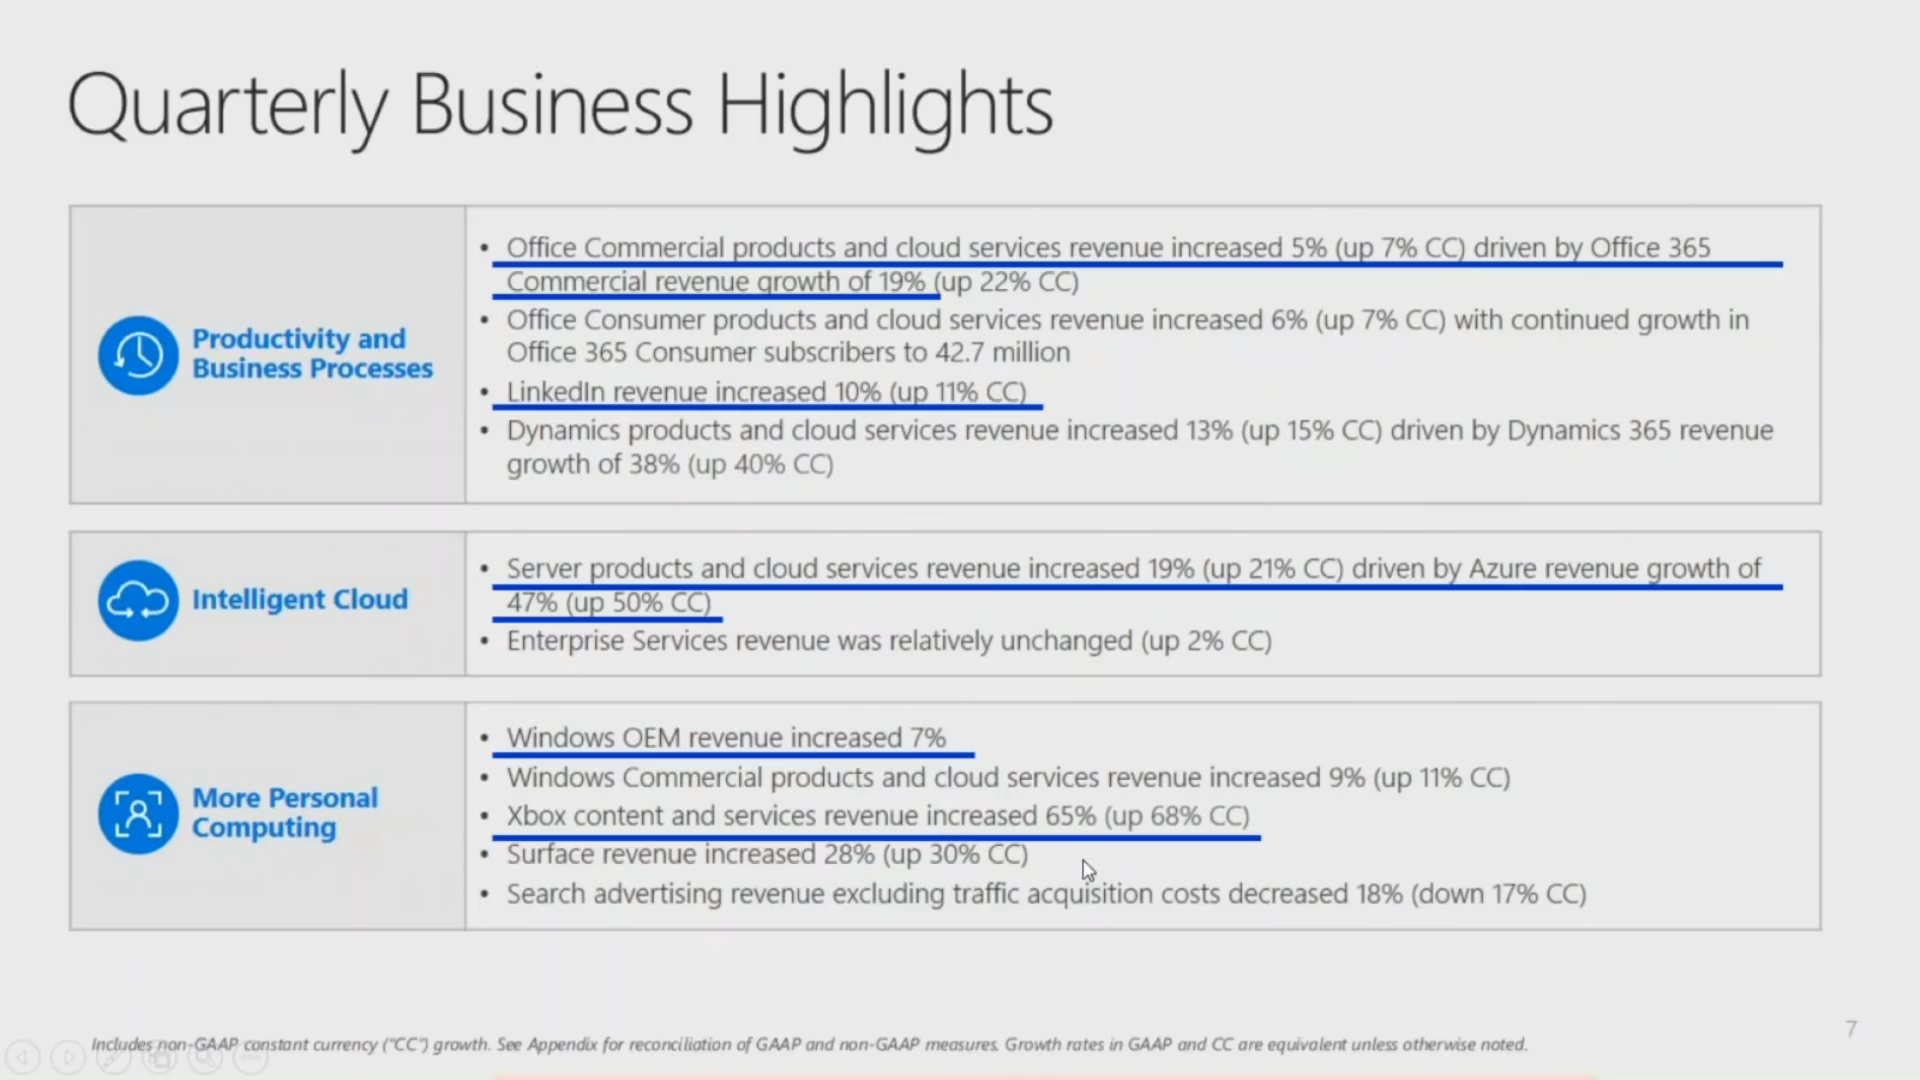 Quarterly Business Highlights
Productivity and
Business Processes
• Office Commercial products and cloud services revenue increased 5% (up 7% CC) driven by Office 365
Commercial revenue growth of 19% (up 22% CC)
• Office Consumer products and cloud services revenue increased 6% (up 7% CC) with continued growth in
Office 365 Consumer subscribers to 42.7 million
• LinkedIn revenue increased 10% (up 11% CC)
• Dynamics products and cloud services revenue increased 13% (up 15% CC) driven by Dynamics 365 revenue
growth of 38% (up 40% CC)
Intelligent Cloud
• Server products and cloud services revenue increased 19% (up 21% CC) driven by Azure revenue growth of
47% (up 50% CC)
• Enterprise Services revenue was relatively unchanged (up 2% CC)
More Personal
Computing
• Windows OEM revenue increased 7%
• Windows Commercial products and cloud services revenue increased 9% (up 11% CC)
• Xbox content and services revenue increased 65% (up 68% CC)
• Surface revenue increased 28% (up 30% CC)
• Search advertising revenue excluding traffic acquisition costs decreased 18% (down 17% CC)
7
Includes non-GAAP constant currency ("CC") growth. See Appendix for reconciliation of GAAP and non-GAAP measures. Growth rates in GAAP and CC are equivalent unless otherwise noted.